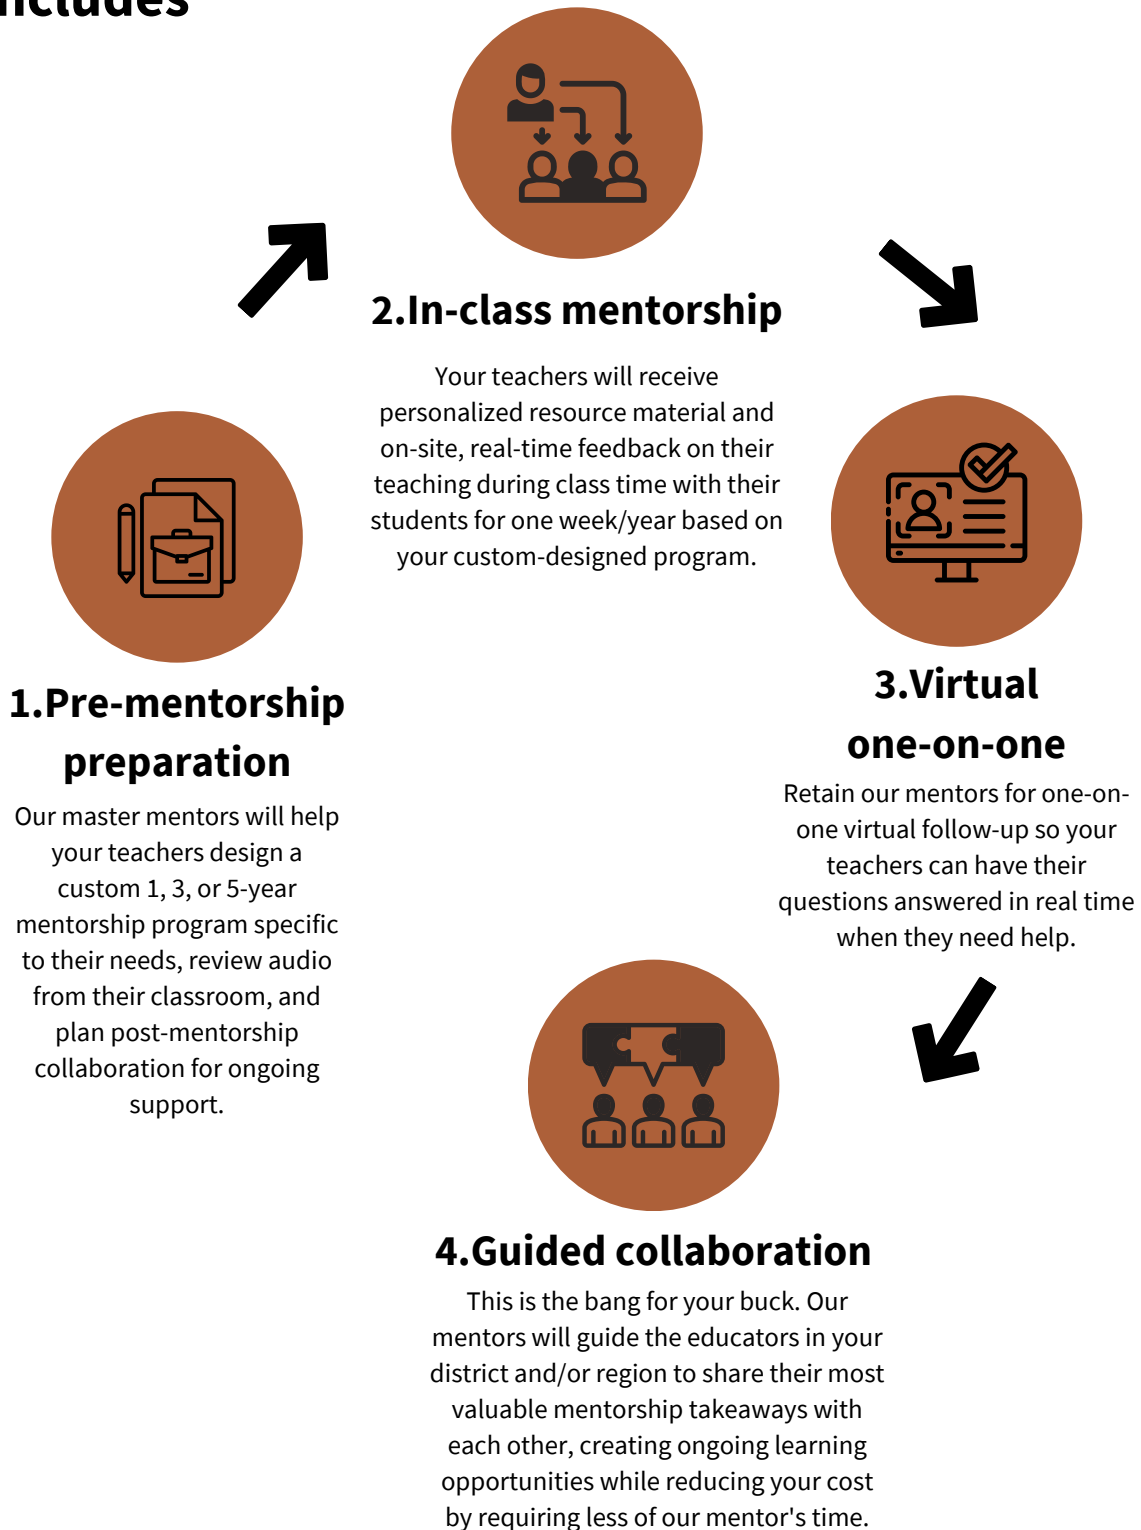 1.Pre-mentorship
preparation
Our master mentors will help
your teachers design a
custom 1, 3, or 5-year
mentorship program specific
to their needs, review audio
from their classroom, and
plan post-mentorship
collaboration for ongoing
support.
2.In-class mentorship
Your teachers will receive
personalized resource material and
on-site, real-time feedback on their
teaching during class time with their
students for one week/year based on
your custom-designed program.
3.Virtual
one-on-one
Retain our mentors for one-on-
one virtual follow-up so your
teachers can have their
questions answered in real time
when they need help.
4.Guided collaboration
This is the bang for your buck. Our
mentors will guide the educators in your
district and/or region to share their most
valuable mentorship takeaways with
each other, creating ongoing learning
opportunities while reducing your cost
by requiring less of our mentor's time.